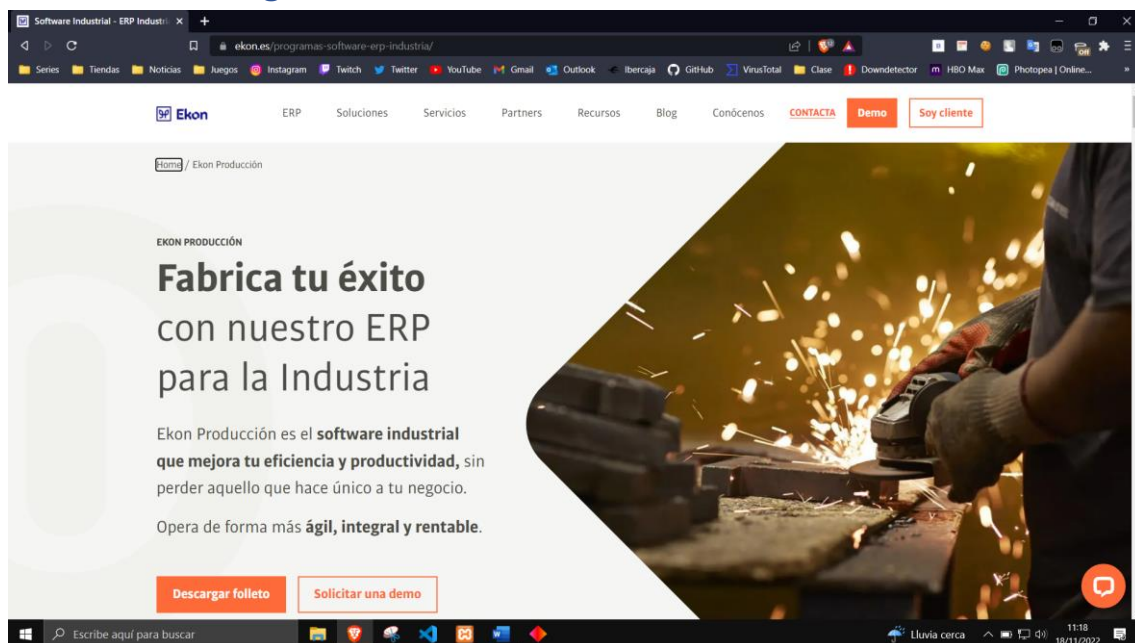 Software Industrial - ERP Industri
ekon.es/programas-software-erp-industria/
Series Tiendas Noticias Juegos Instagram Twitch Twitter YouTube Gmail Outlook Ibercaja GitHub VirusTotal Clase Downdetector HBO Max Photopea | Online... »
Ekon ERP Soluciones Servicios Partners Recursos Blog Conócenos CONTACTA Demo Soy cliente
Home / Ekon Producción
EKON PRODUCCIÓN
Fabrica tu éxito
con nuestro ERP
para la Industria
Ekon Producción es el software industrial
que mejora tu eficiencia y productividad, sin
perder aquello que hace único a tu negocio.
Opera de forma más ágil, integral y rentable.
Descargar folleto Solicitar una demo
Escribe aquí para buscar
Lluvia cerca
11:18
18/11/2022